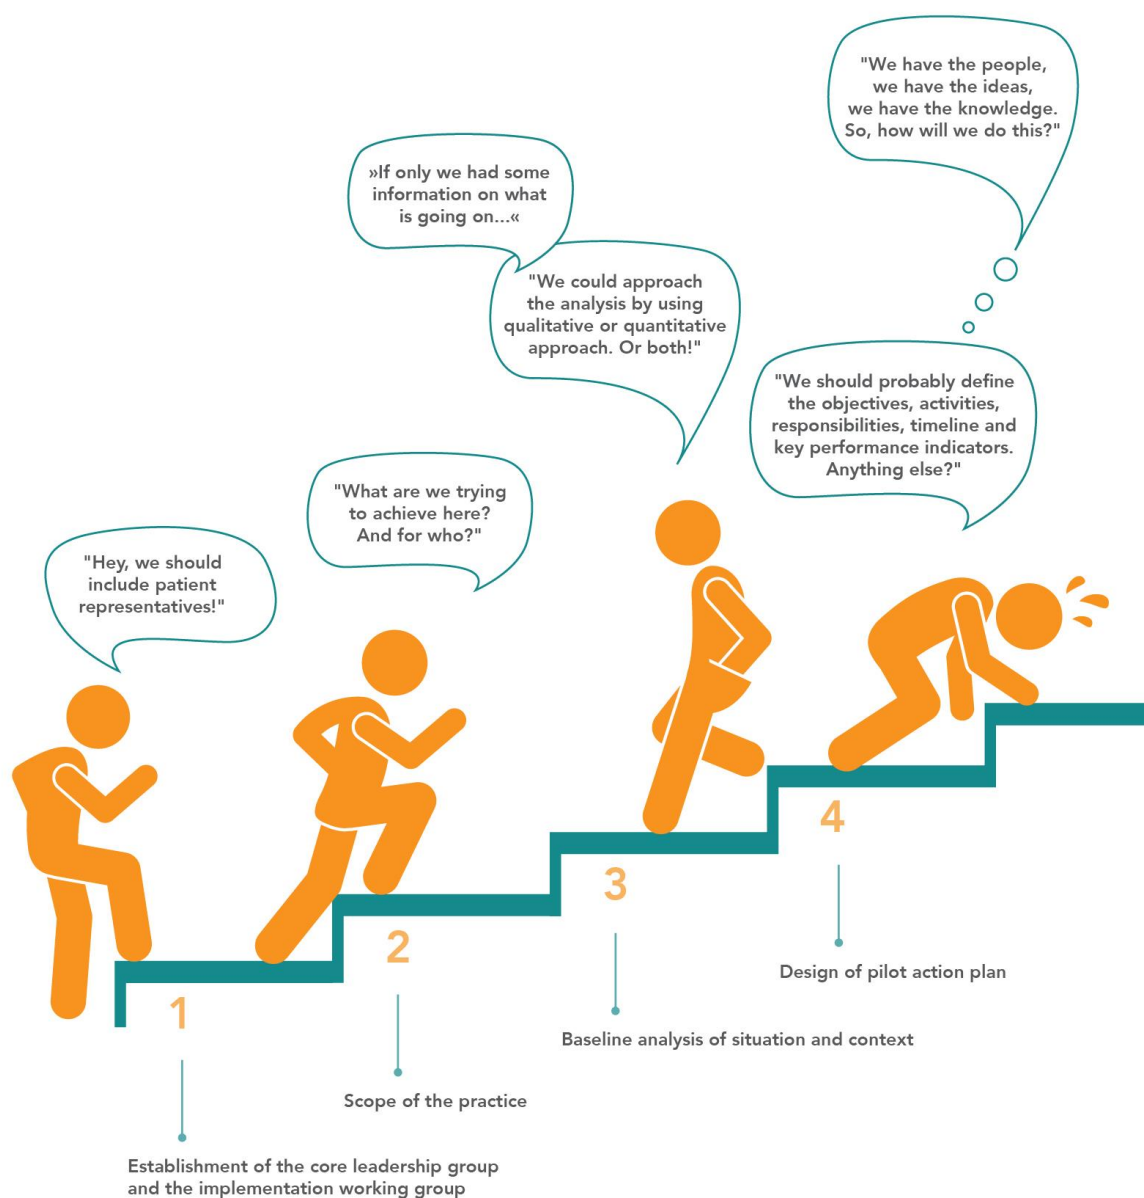 "We have the people,
we have the ideas,
we have the knowledge.
So, how will we do this?"
»If only we had some
information on what
is going on...«
"We could approach
the analysis by using
qualitative or quantitative
approach. Or both!"
"We should probably define
the objectives, activities,
responsibilities, timeline and
key performance indicators.
Anything else?"
"What are we trying
to achieve here?
And for who?"
"Hey, we should
include patient
representatives!"
1
2
3
4
Design of pilot action plan
Baseline analysis of situation and context
Scope of the practice
Establishment of the core leadership group
and the implementation working group